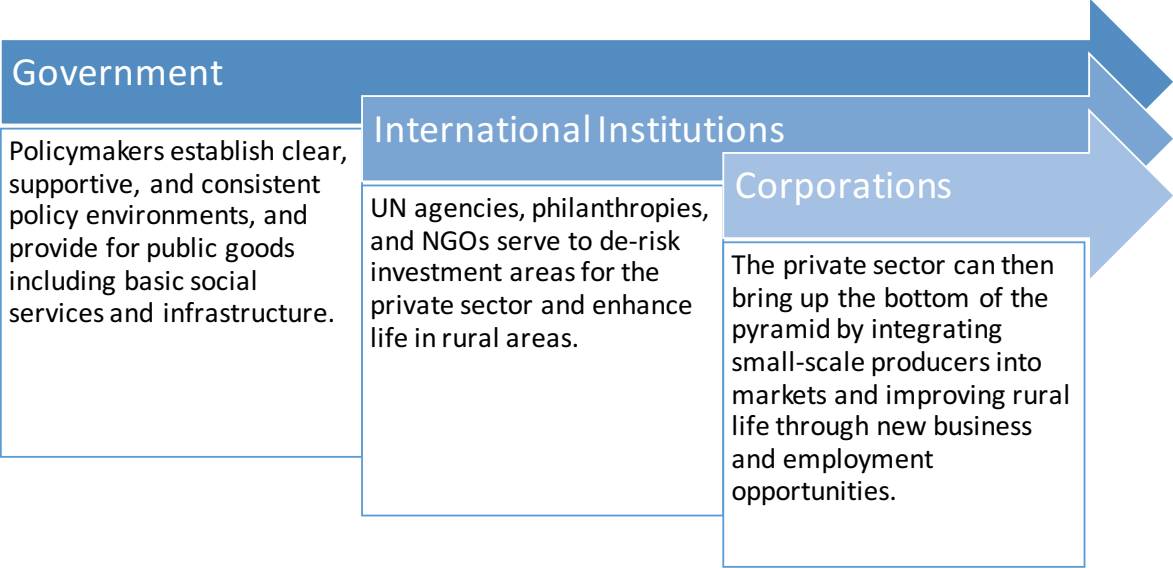 Government
Policymakers establish clear,
supportive, and consistent
policy environments, and
provide for public goods
including basic social
services and infrastructure.
International Institutions
UN agencies, philanthropies,
and NGOs serve to de-risk
investment areas for the
private sector and enhance
life in rural areas.
Corporations
The private sector can then
bring up the bottom of the
pyramid by integrating
small-scale producers into
markets and improving rural
life through new business
and employment
opportunities.